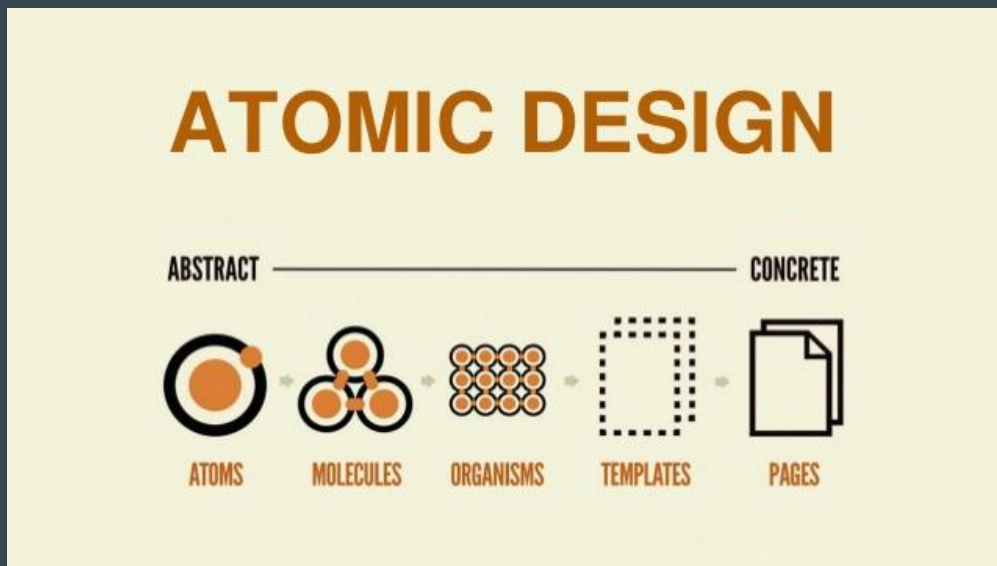 ATOMIC DESIGN
ABSTRACT CONCRETE
ATOMS MOLECULES ORGANISMS TEMPLATES PAGES